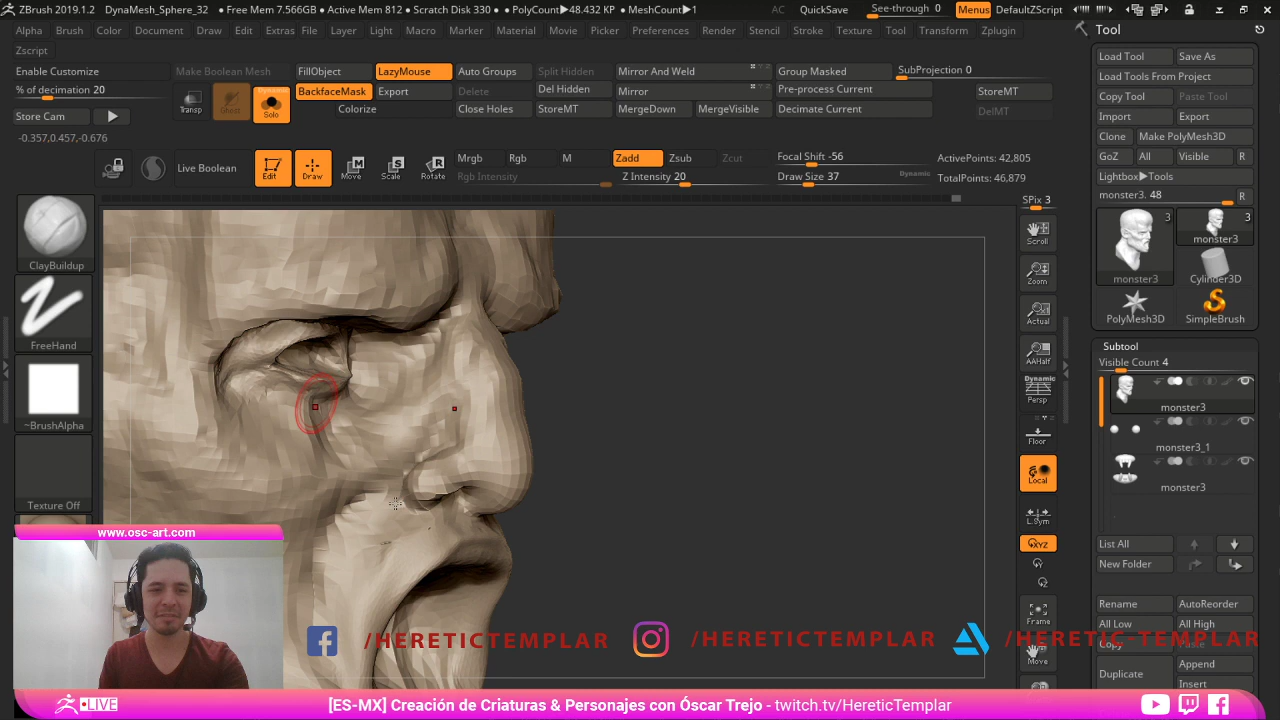 ZBrush 2019.1.2 • Free Mem 7.566GB • Active Mem 812 • Scratch Disk 330 • PolyCount▶48.432 KP • MeshCount▶1 AC QuickSave See-through 0 Menus DefaultZScript
Alpha Brush Color Document Draw Edit Extras File Layer Light Macro Marker Material Movie Picker Preferences Render Stencil Stroke Texture Tool Transform Zplugin
Zscript
Enable Customize Make Boolean Mesh FillObject LazyMouse Auto Groups Split Hidden Mirror And Weld Group Masked SubProjection 0
% of decimation 20 Transp Ghost Dynamic Solo BackfaceMask Export Delete Del Hidden Mirror Pre-process Current StoreMT
Store Cam Colorize Close Holes StoreMT MergeDown MergeVisible Decimate Current DelMT
-0.357,0.457,-0.676
Live Boolean Edit Draw Move Scale Rotate Mrgb Rgb M Zadd Zsub Zcut Focal Shift -56 ActivePoints: 42,805
Rgb Intensity Z Intensity 20 Draw Size 37 Dynamic TotalPoints: 46,879
ClayBuildup
FreeHand
~BrushAlpha
Texture Off
SPix 3
Scroll
Zoom
Actual
AAHalf
Dynamic
Persp
Floor
Local
L.Sym
XYZ
Frame
Move
Tool
Load Tool Save As
Load Tools From Project
Copy Tool Paste Tool
Import Export
Clone Make PolyMesh3D
GoZ All Visible R
Lightbox▶Tools
monster3. 48 R
3 3
monster3
monster3 Cylinder3D
PolyMesh3D SimpleBrush
Subtool
Visible Count 4
monster3
monster3_1
monster3
List All
New Folder
Rename AutoReorder
All Low All High
Copy Paste
Duplicate Append
Insert
www.osc-art.com
/HERETICTEMPLAR /HERETICTEMPLAR /HERETIC-TEMPLAR
LIVE [ES-MX] Creación de Criaturas & Personajes con Óscar Trejo - twitch.tv/HereticTemplar